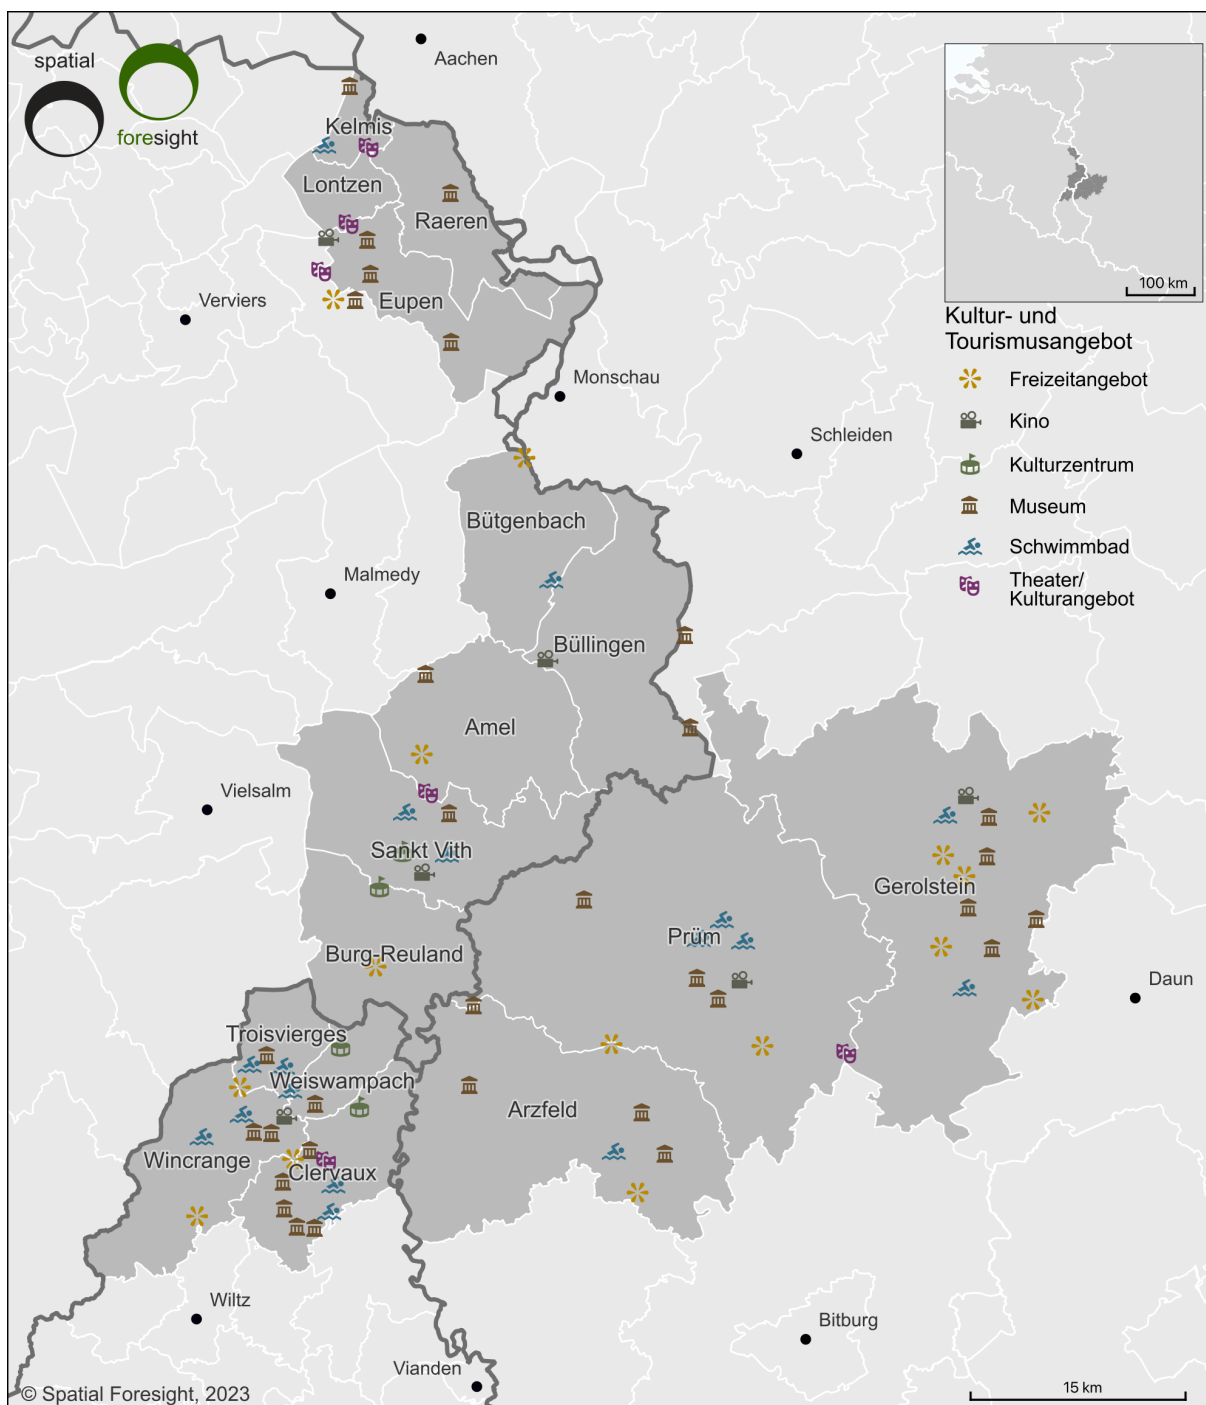 spatial
foresight
Aachen
Kelmis
Lontzen
Raeren
Verviers
Eupen
Monschau
Schleiden
100 km
Kultur- und
Tourismusangebot
Freizeitangebot
Kino
Kulturzentrum
Museum
Schwimmbad
Theater/
Kulturangebot
Bütgenbach
Malmedy
Büllingen
Amel
Vielsalm
Sankt Vith
Gerolstein
Prüm
Burg-Reuland
Daun
Troisvierges
Weiswampach
Arzfeld
Wincrange
Clervaux
Wiltz
Bitburg
Vianden
© Spatial Foresight, 2023
15 km